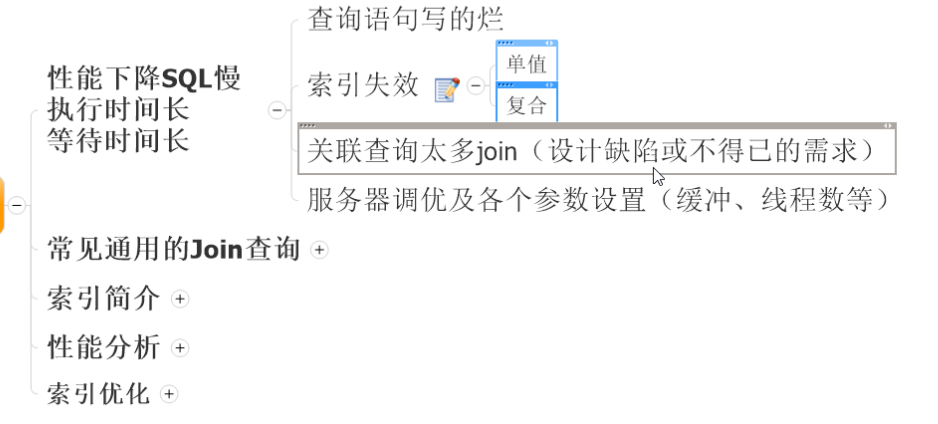 查询语句写的烂
性能下降SQL慢
执行时间长
等待时间长
索引失效
单值
复合
关联查询太多join（设计缺陷或不得已的需求）
服务器调优及各个参数设置（缓冲、线程数等）
常见通用的Join查询
索引简介
性能分析
索引优化